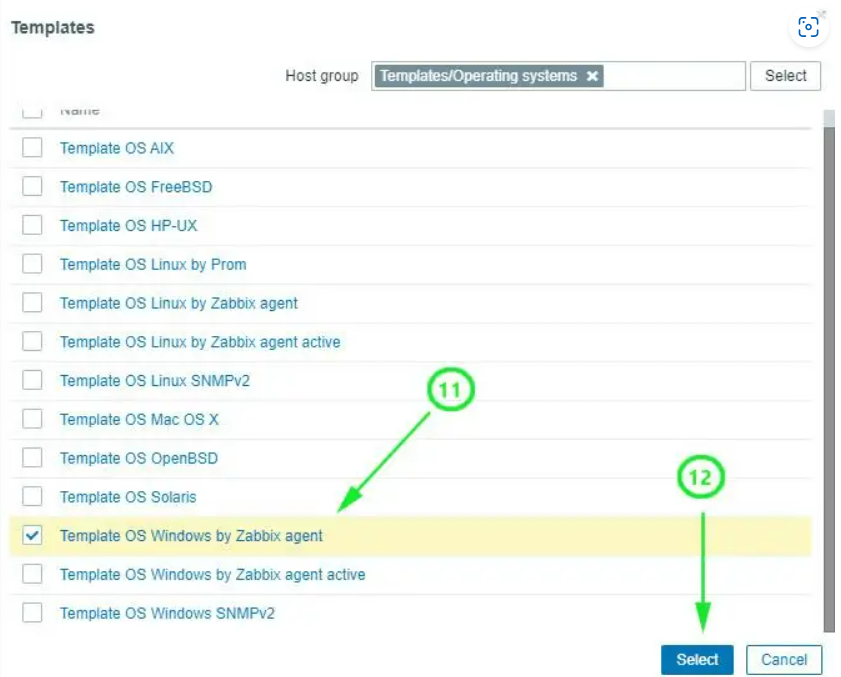 Templates
Host group Templates/Operating systems × Select
Name
Template OS AIX
Template OS FreeBSD
Template OS HP-UX
Template OS Linux by Prom
Template OS Linux by Zabbix agent
Template OS Linux by Zabbix agent active
Template OS Linux SNMPv2
11
Template OS Mac OS X
Template OS OpenBSD
12
Template OS Solaris
Template OS Windows by Zabbix agent
Template OS Windows by Zabbix agent active
Template OS Windows SNMPv2
Select Cancel